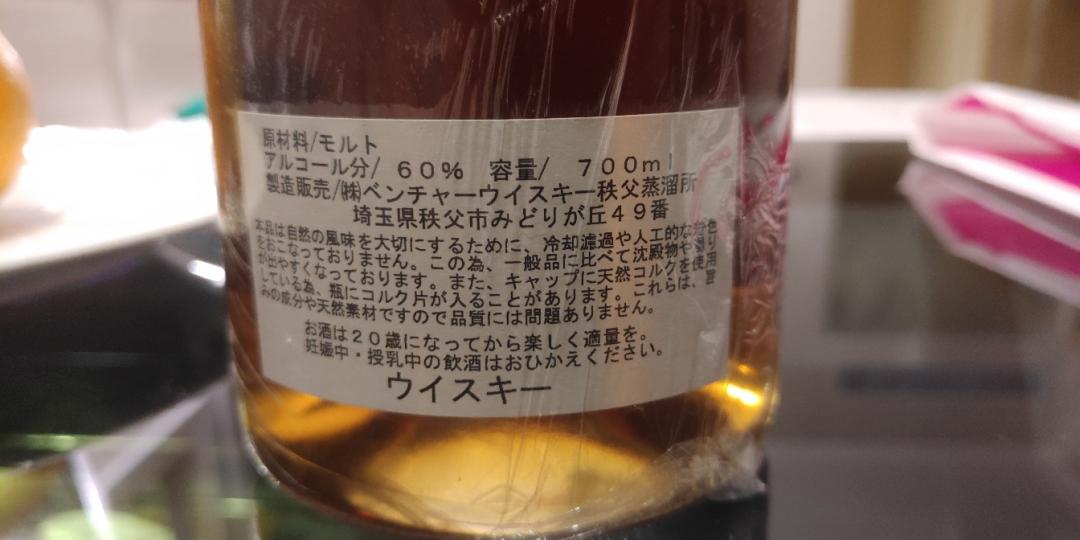 原材料/モルト
アルコール分/ 60% 容量/ 700ml
製造販売/㈱ベンチャーウイスキー秩父蒸溜所
埼玉県秩父市みどりが丘49番
本品は自然の風味を大切にするために、冷却濾過や人工的な着色
をおこなっておりません。この為、一般品に比べて沈殿物や澱り
が出やすくなっております。また、キャップに天然コルクを使用
している為、瓶にコルク片が入ることがあります。これらは、旨
みの成分や天然素材ですので品質には問題ありません。
お酒は20歳になってから楽しく適量を。
妊娠中・授乳中の飲酒はおひかえください。
ウイスキー